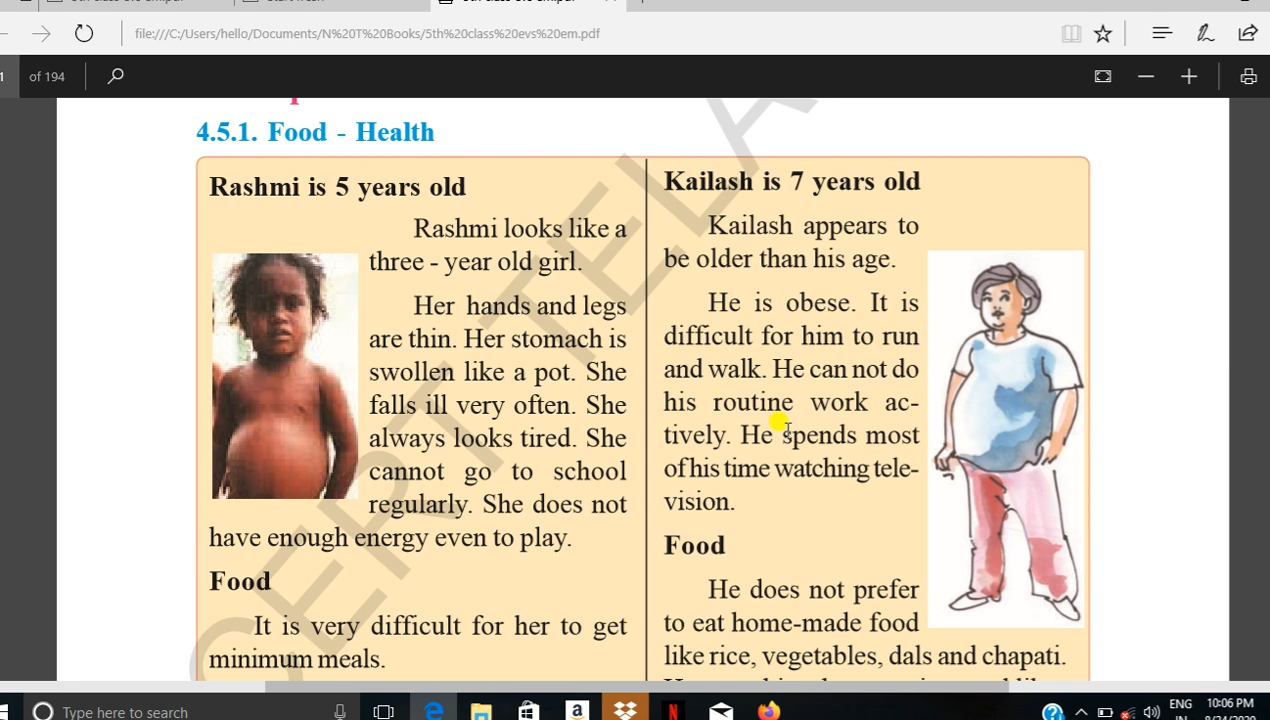 file:///C:/Users/hello/Documents/N%20T%20Books/5th%20class%20evs%20em.pdf
of 194
4.5.1. Food - Health
Rashmi is 5 years old
Rashmi looks like a
three - year old girl.
Her hands and legs
are thin. Her stomach is
swollen like a pot. She
falls ill very often. She
always looks tired. She
cannot go to school
regularly. She does not
have enough energy even to play.
Food
It is very difficult for her to get
minimum meals.
Kailash is 7 years old
Kailash appears to
be older than his age.
He is obese. It is
difficult for him to run
and walk. He can not do
his routine work ac-
tively. He spends most
of his time watching tele-
vision.
Food
He does not prefer
to eat home-made food
like rice, vegetables, dals and chapati.
CERT TELA
Type here to search
ENG
IN
10:06 PM
8/24/2020